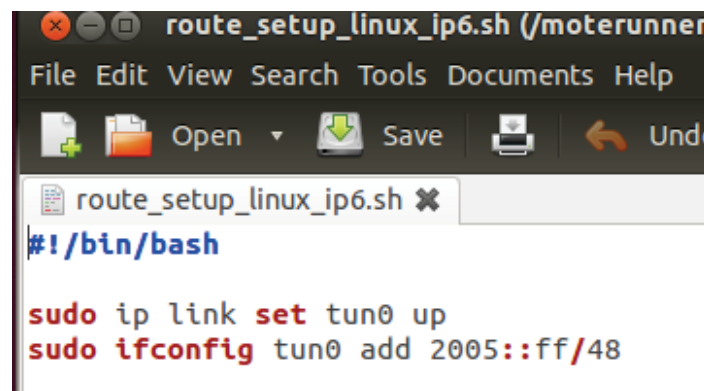 route_setup_linux_ip6.sh (/moterunner
File Edit View Search Tools Documents Help
Open Save
route_setup_linux_ip6.sh
#!/bin/bash
sudo ip link set tun0 up
sudo ifconfig tun0 add 2005::ff/48